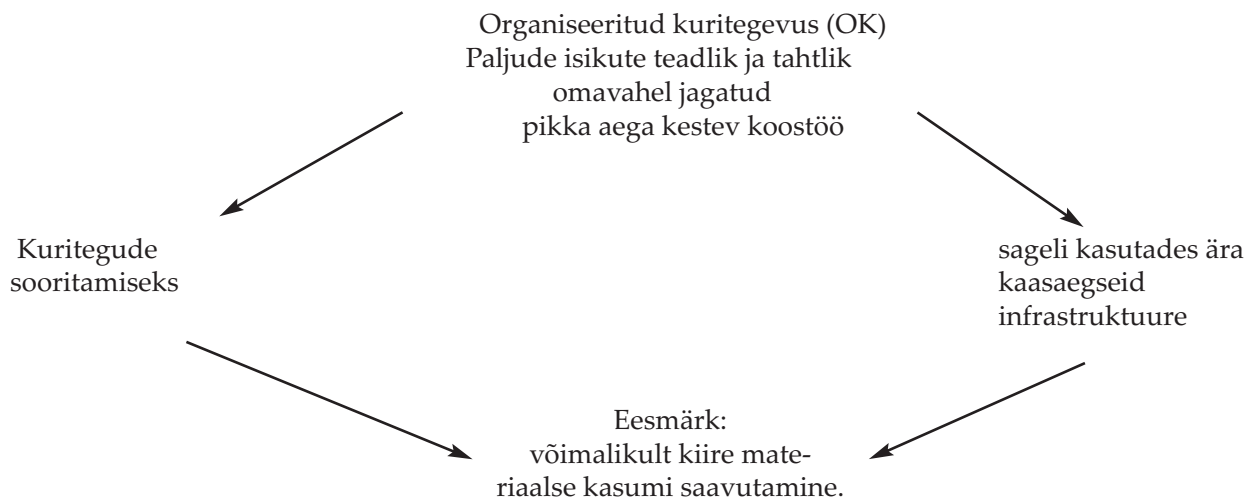 Organiseeritud kuritegevus (OK)
Paljude isikute teadlik ja tahtlik
omavahel jagatud
pikka aega kestev koostöö
Kuritegude
sooritamiseks
sageli kasutades ära
kaasaegseid
infrastruktuure
Eesmärk:
võimalikult kiire mate-
riaalse kasumi saavutamine.